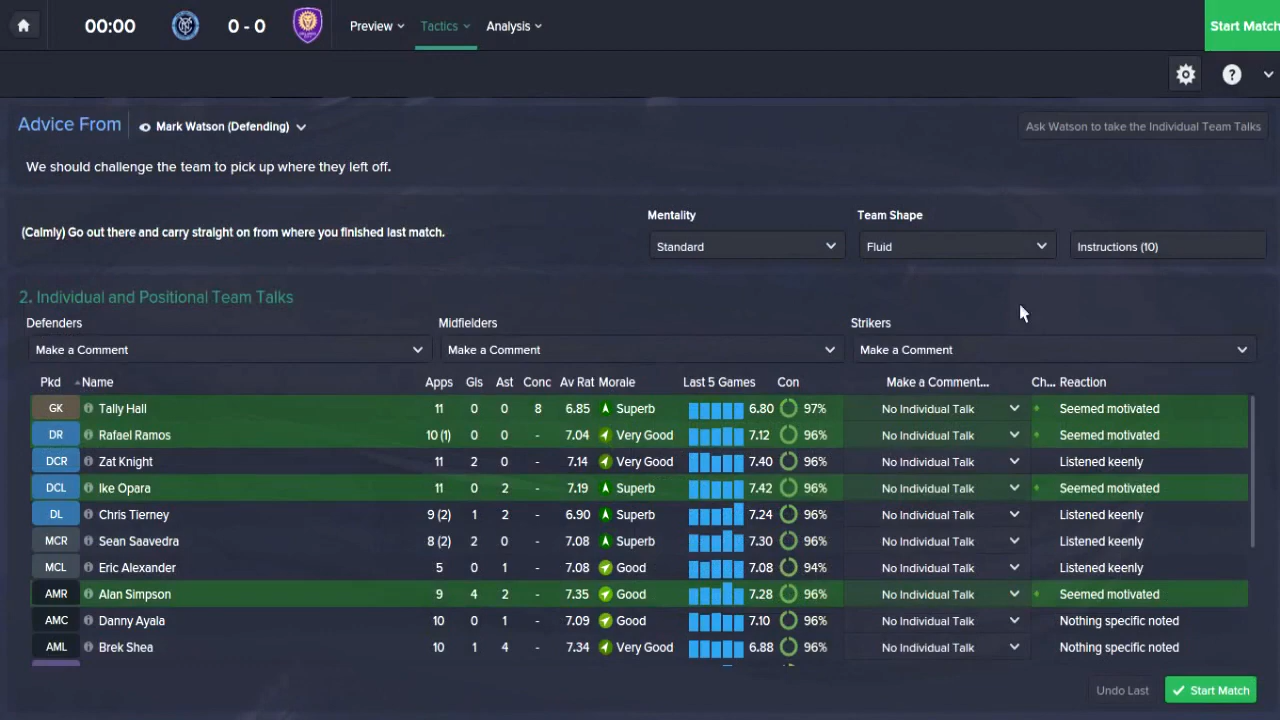 00:00 0 - 0 Preview Tactics Analysis Start Match
?
Advice From Mark Watson (Defending) Ask Watson to take the Individual Team Talks
We should challenge the team to pick up where they left off.
Mentality Team Shape
(Calmly) Go out there and carry straight on from where you finished last match. Standard Fluid Instructions (10)
2. Individual and Positional Team Talks
Defenders Midfielders Strikers
Make a Comment Make a Comment Make a Comment
Pkd Name Apps Gls Ast Conc Av Rat Morale Last 5 Games Con Make a Comment... Ch... Reaction
GK Tally Hall 11 0 0 8 6.85 Superb 6.80 97% No Individual Talk Seemed motivated
DR Rafael Ramos 10 (1) 0 0 - 7.04 Very Good 7.12 96% No Individual Talk Seemed motivated
DCR Zat Knight 11 2 0 - 7.14 Very Good 7.40 96% No Individual Talk Listened keenly
DCL Ike Opara 11 0 2 - 7.19 Superb 7.42 96% No Individual Talk Seemed motivated
DL Chris Tierney 9 (2) 1 2 - 6.90 Superb 7.24 96% No Individual Talk Listened keenly
MCR Sean Saavedra 8 (2) 2 0 - 7.08 Superb 7.30 96% No Individual Talk Listened keenly
MCL Eric Alexander 5 0 1 - 7.08 Good 7.08 94% No Individual Talk Listened keenly
AMR Alan Simpson 9 4 2 - 7.35 Good 7.28 96% No Individual Talk Seemed motivated
AMC Danny Ayala 10 0 1 - 7.09 Good 7.10 96% No Individual Talk Nothing specific noted
AML Brek Shea 10 1 4 - 7.34 Very Good 6.88 96% No Individual Talk Nothing specific noted
Undo Last Start Match